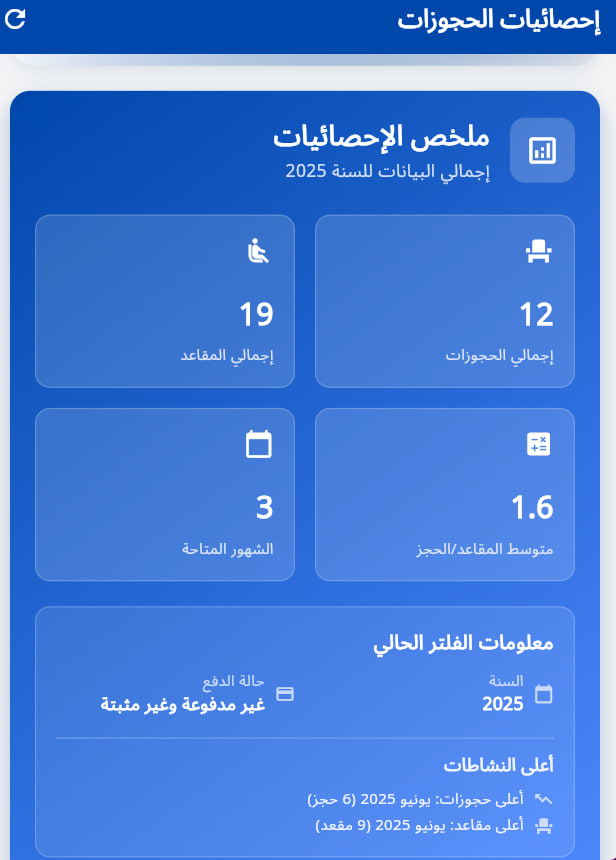 إحصائيات الحجوزات
ملخص الإحصائيات
إجمالي البيانات للسنة 2025
12
إجمالي الحجوزات
19
إجمالي المقاعد
1.6
متوسط المقاعد/الحجز
3
الشهور المتاحة
معلومات الفلتر الحالي
السنة
2025
حالة الدفع
غير مدفوعة وغير مثبتة
أعلى النشاطات
أعلى حجوزات: يونيو 2025 (6 حجز)
أعلى مقاعد: يونيو 2025 (9 مقعد)